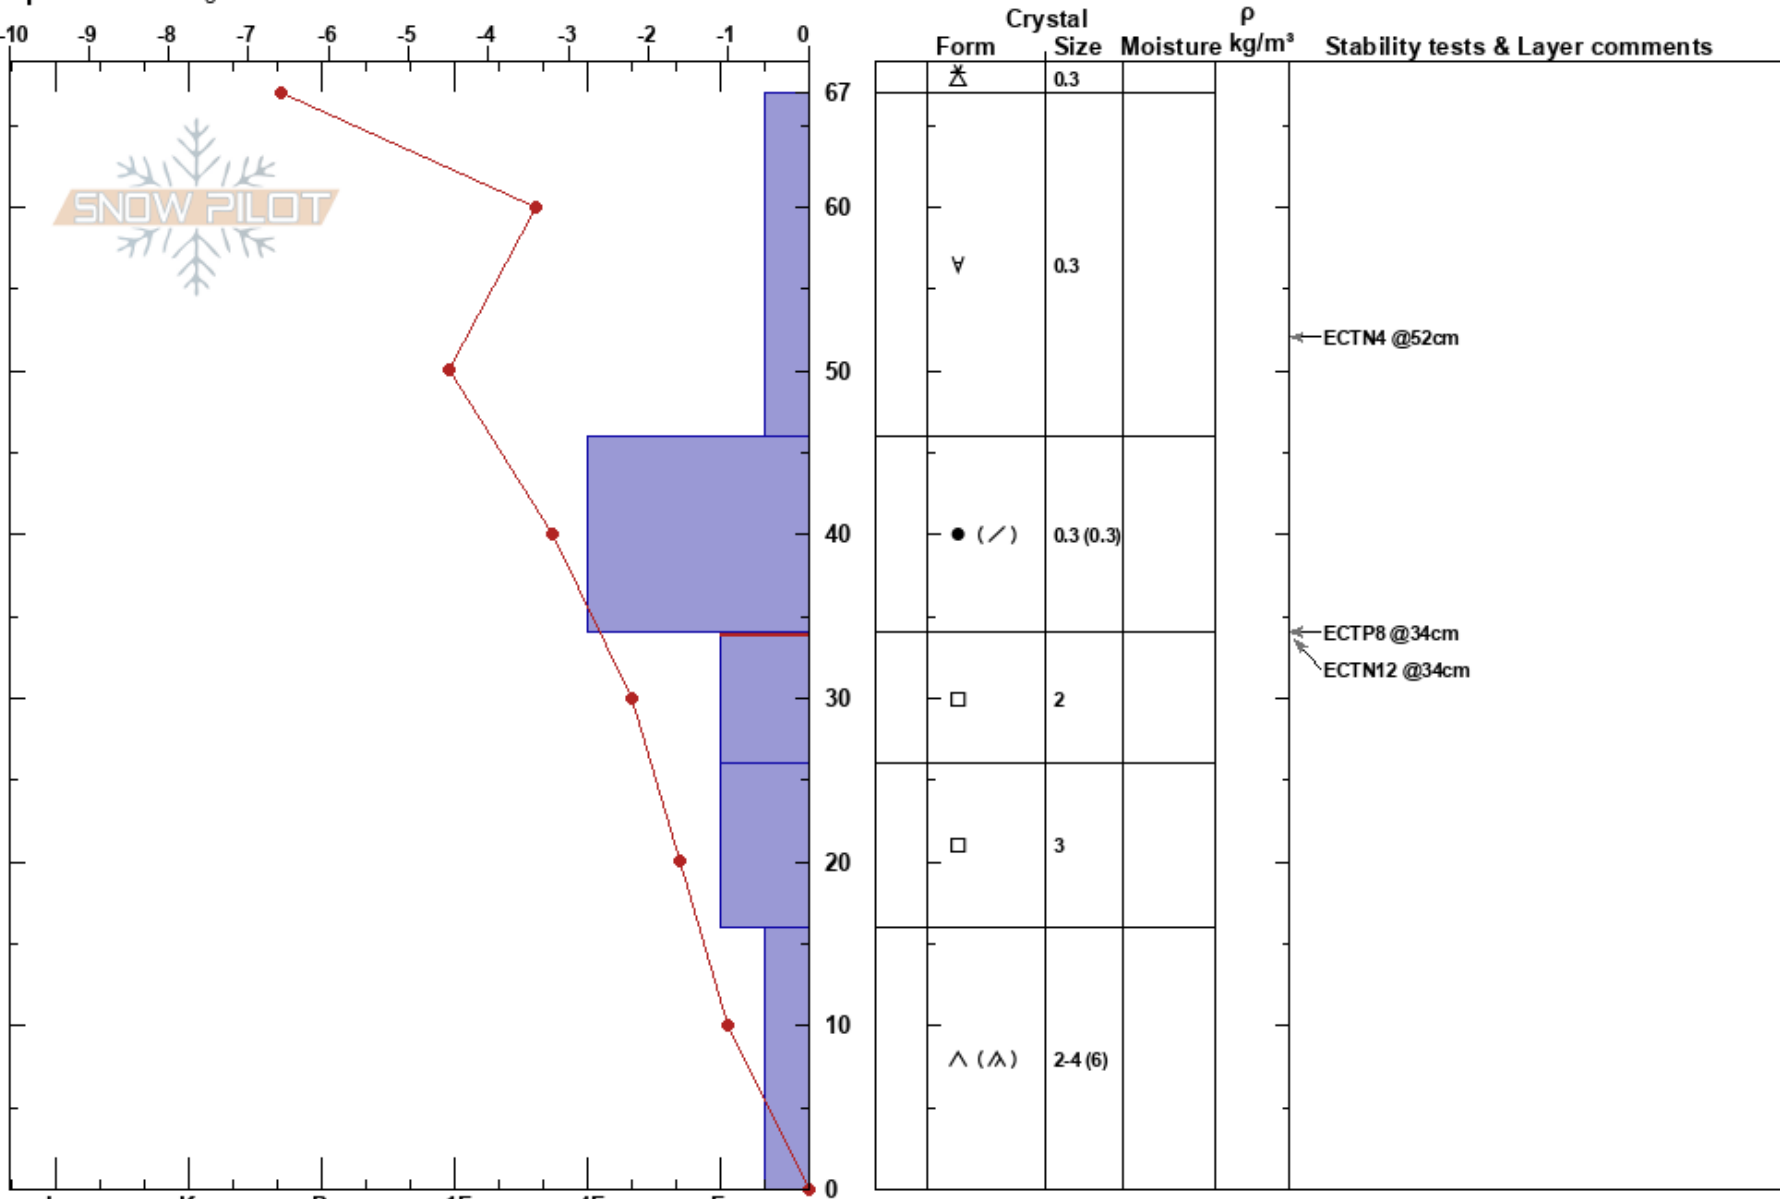 Crystal ρ
-10 -9 -8 -7 -6 -5 -4 -3 -2 -1 0
Form Size Moisture kg/m³ Stability tests & Layer comments
0.3
67
SNOW PILOT
60
0.3
ECTN4 @52cm
50
40 ● (∕) 0.3 (0.3)
ECTP8 @34cm
ECTN12 @34cm
30 □ 2
□ 3
20
10
∧ (⩓) 2-4 (6)
0